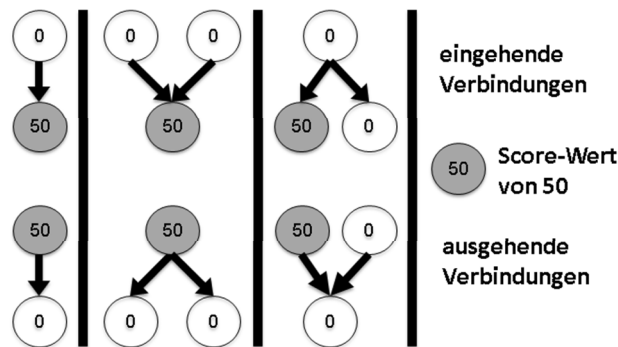 0 0 0 0
50 50 50 0
50 50 50 0
0 0 0 0
eingehende
Verbindungen
50 Score-Wert
von 50
ausgehende
Verbindungen